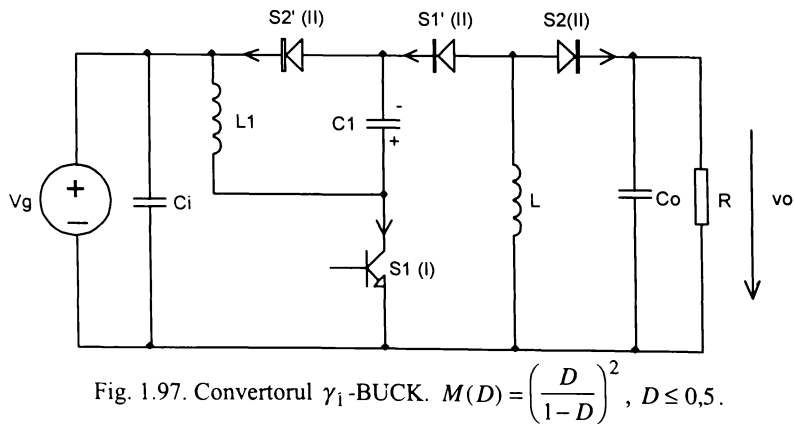 S2' (II) S1' (II) S2(II)
L1 C1 - +
Vg + − Ci L Co R vo
S1 (I)
Fig. 1.97. Convertorul γi-BUCK. M(D) = (D / 1−D)², D ≤ 0,5.